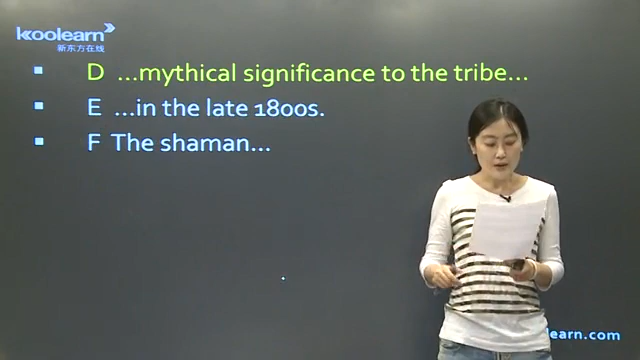 koolearn
新东方在线
D ...mythical significance to the tribe...
E ...in the late 1800s.
F The shaman...
learn.com